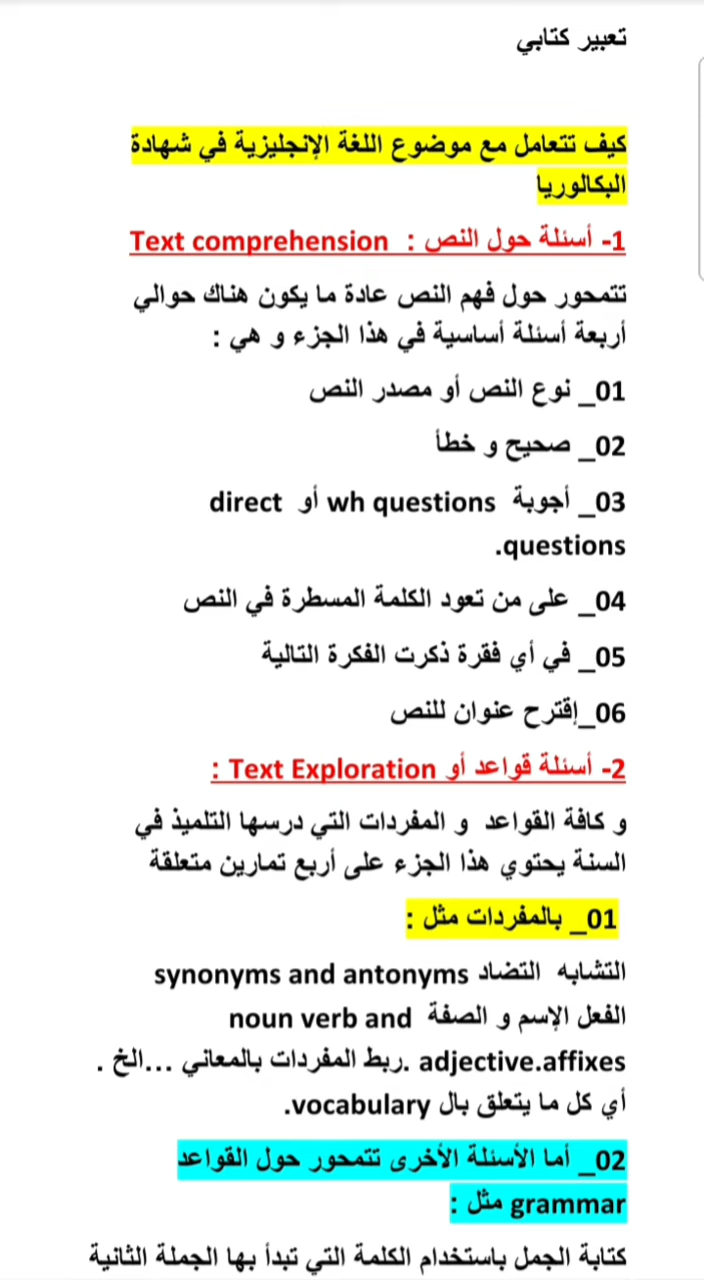 تعبير كتابي
كيف تتعامل مع موضوع اللغة الإنجليزية في شهادة
البكالوريا
1- أسئلة حول النص : Text comprehension
تتمحور حول فهم النص عادة ما يكون هناك حوالي
أربعة أسئلة أساسية في هذا الجزء و هي :
01_ نوع النص أو مصدر النص
02_ صحيح و خطأ
03_ أجوبة wh questions أو direct
questions.
04_ على من تعود الكلمة المسطرة في النص
05_ في أي فقرة ذكرت الفكرة التالية
06_إقترح عنوان للنص
2- أسئلة قواعد أو Text Exploration :
و كافة القواعد و المفردات التي درسها التلميذ في
السنة يحتوي هذا الجزء على أربع تمارين متعلقة
01_ بالمفردات مثل :
التشابه التضاد synonyms and antonyms
الفعل الإسم و الصفة noun verb and
adjective.affixes .ربط المفردات بالمعاني ...الخ .
أي كل ما يتعلق بال vocabulary.
02_ أما الأسئلة الأخرى تتمحور حول القواعد
grammar مثل :
كتابة الجمل باستخدام الكلمة التي تبدأ بها الجملة الثانية